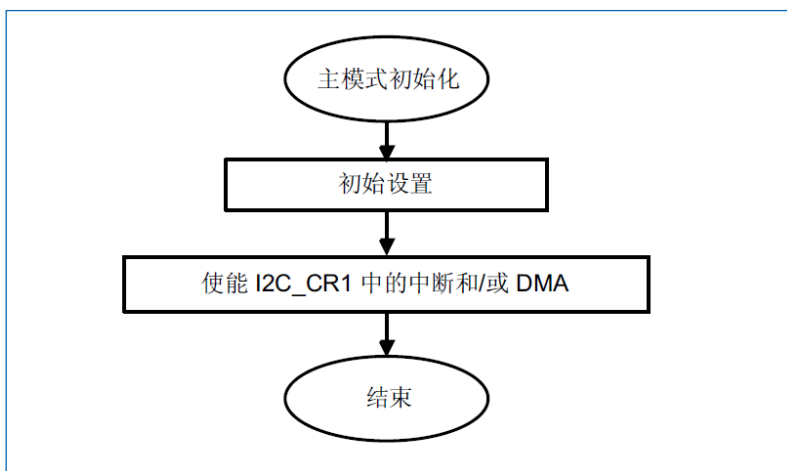 主模式初始化
初始设置
使能 I2C_CR1 中的中断和/或 DMA
结束